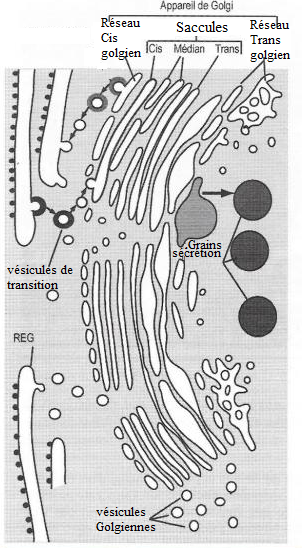 Appareil de Golgi
Réseau
Cis
golgien
Saccules
Cis Médian Trans
Réseau
Trans
golgien
Grains
sécrétion
vésicules de
transition
REG
vésicules
Golgiennes